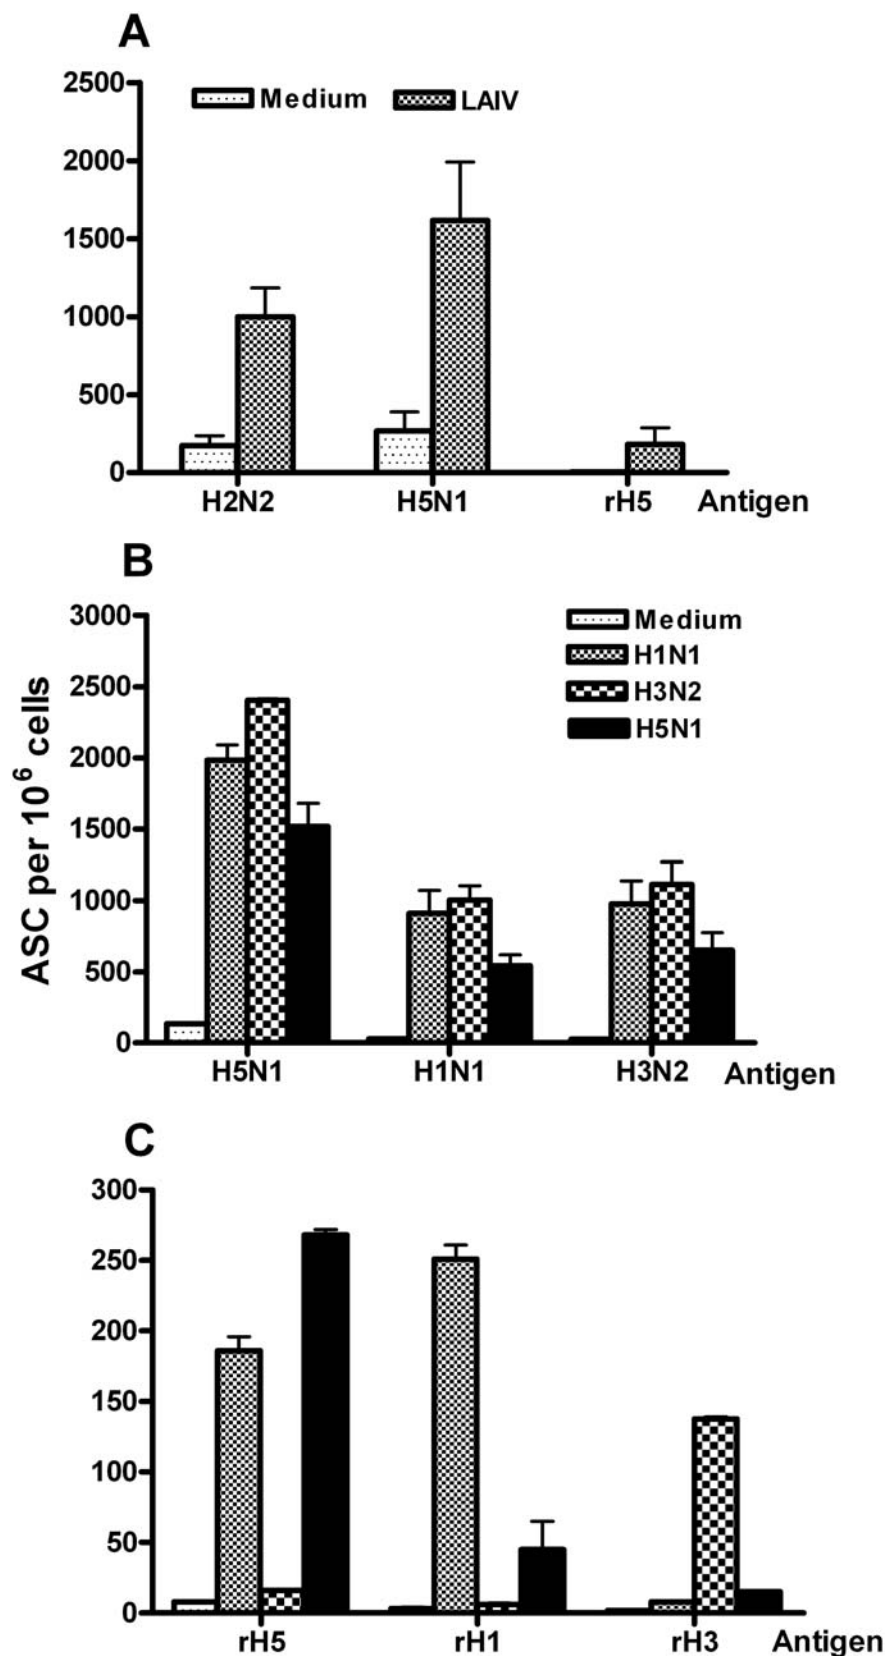 A
2500
Medium LAIV
2000
1500
1000
500
0
H2N2 H5N1 rH5 Antigen
B
3000
Medium
H1N1
2500
H3N2
H5N1
2000
1500
1000
500
0
ASC per 10⁶ cells
H5N1 H1N1 H3N2 Antigen
C
300
250
200
150
100
50
0
rH5 rH1 rH3 Antigen